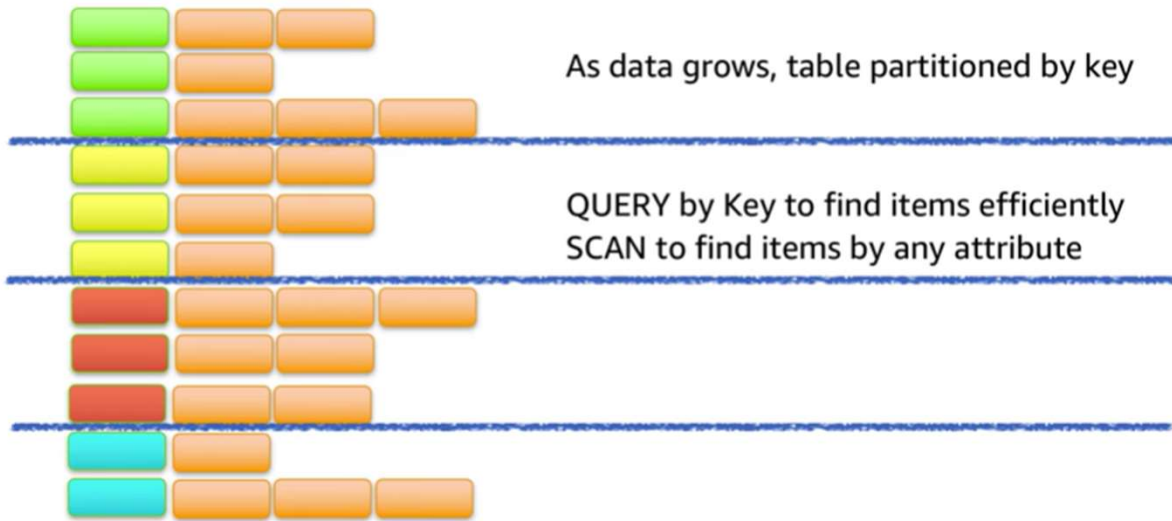 As data grows, table partitioned by key
QUERY by Key to find items efficiently
SCAN to find items by any attribute